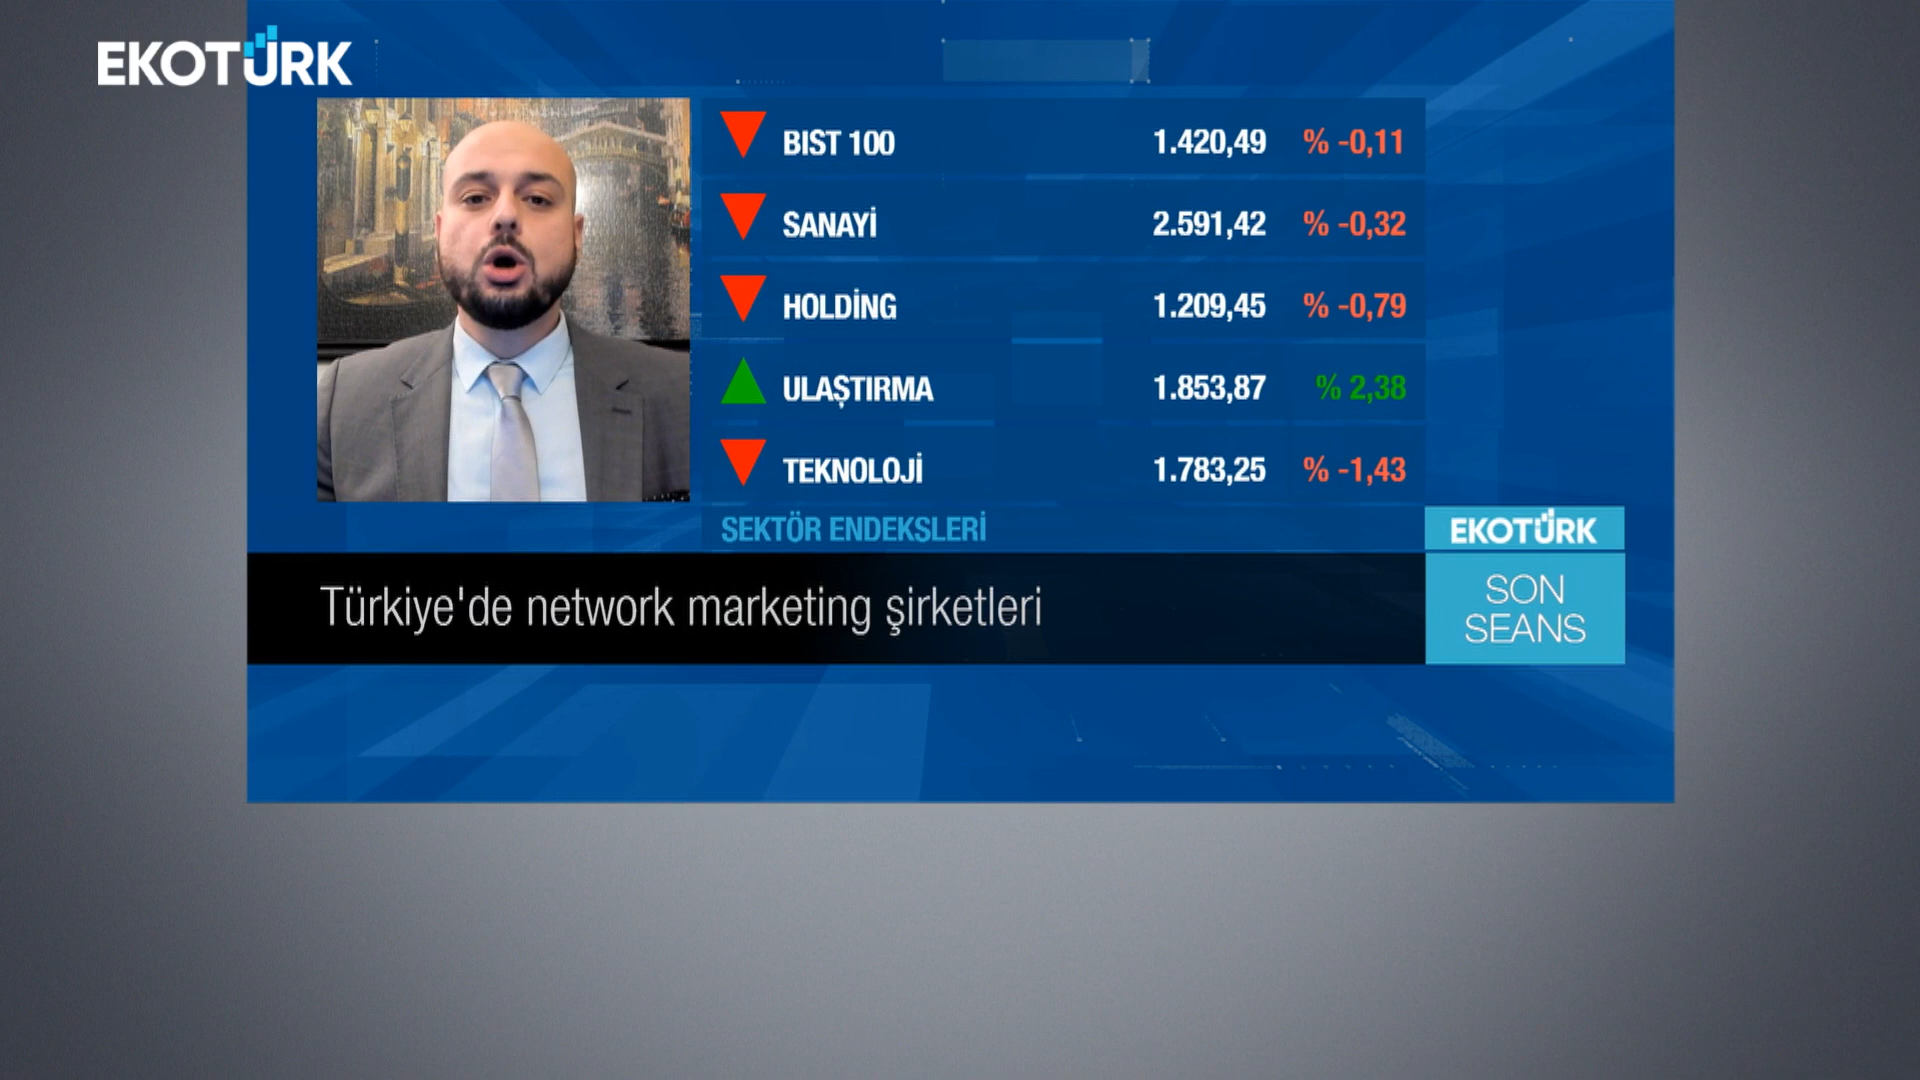 EKOTÜRK
BIST 100 1.420,49 % -0,11
SANAYİ 2.591,42 % -0,32
HOLDİNG 1.209,45 % -0,79
ULAŞTIRMA 1.853,87 % 2,38
TEKNOLOJİ 1.783,25 % -1,43
SEKTÖR ENDEKSLERİ
EKOTÜRK
Türkiye'de network marketing şirketleri
SON
SEANS